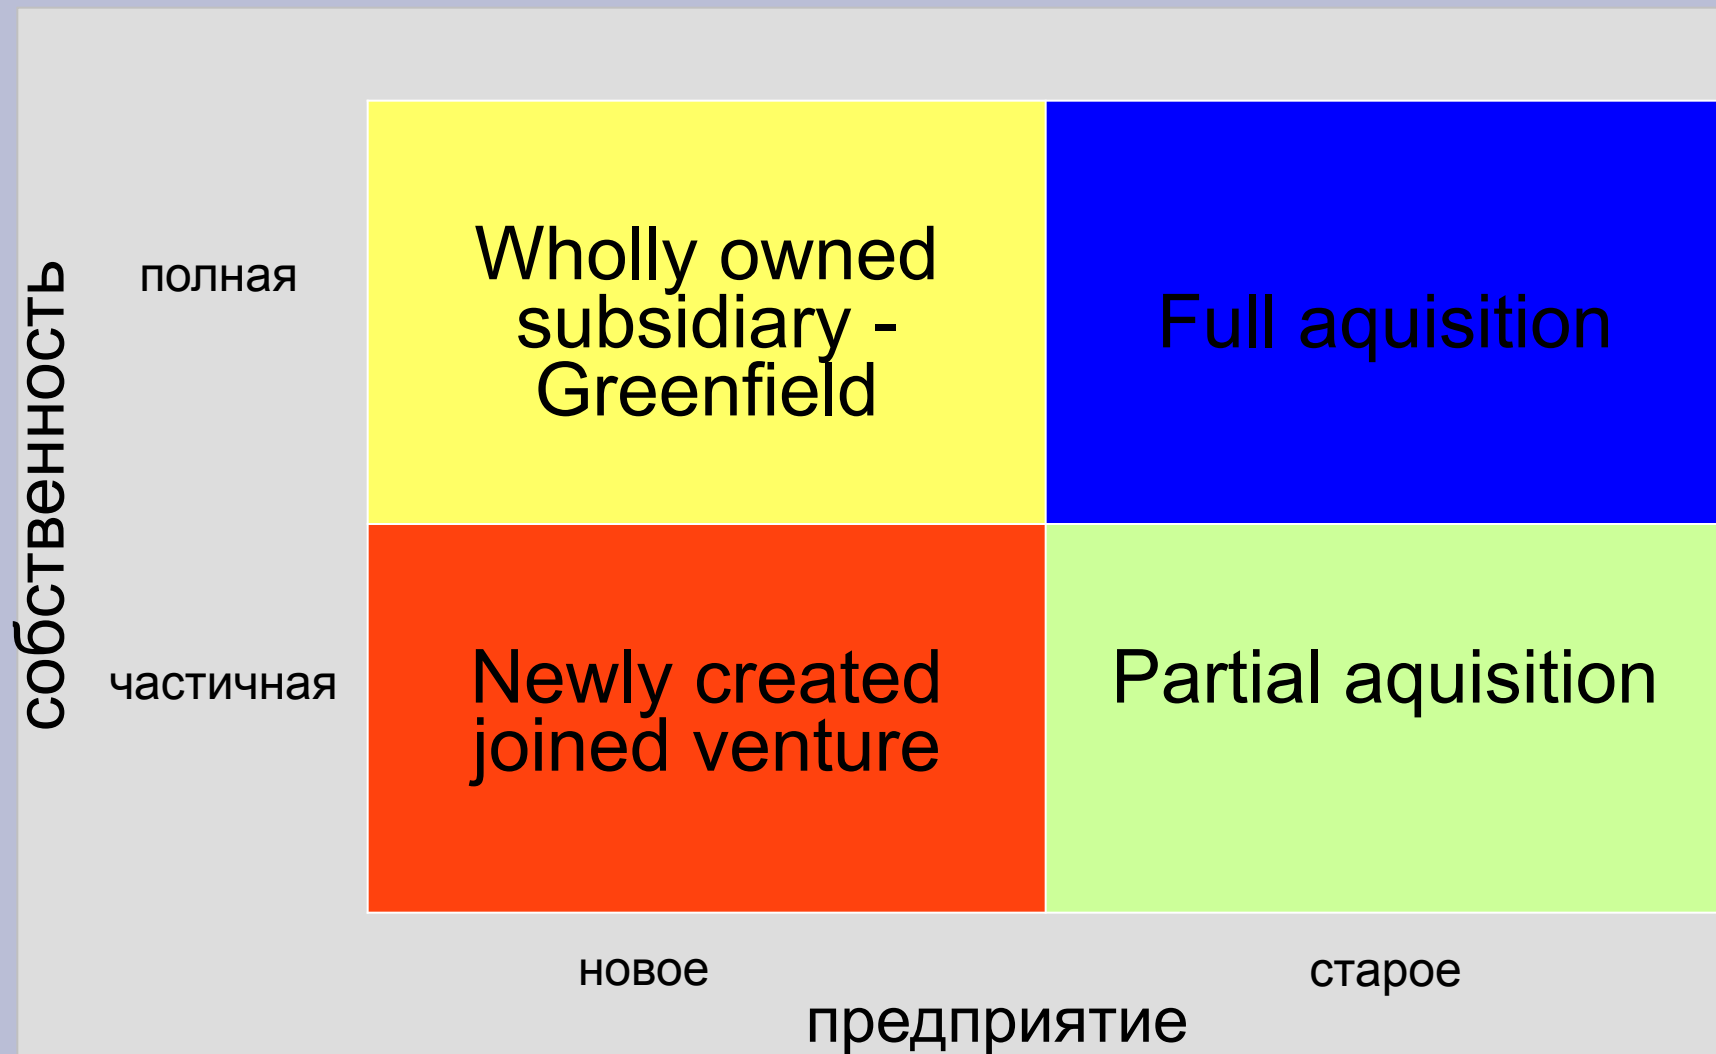 собственность
полная
Wholly owned
subsidiary -
Greenfield
Full aquisition
частичная
Newly created
joined venture
Partial aquisition
новое
старое
предприятие